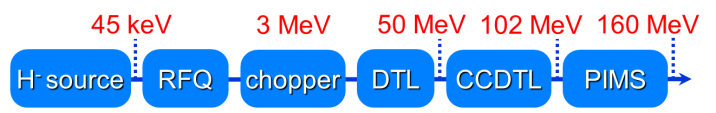 45 keV 3 MeV 50 MeV 102 MeV 160 MeV
H⁻ source RFQ chopper DTL CCDTL PIMS